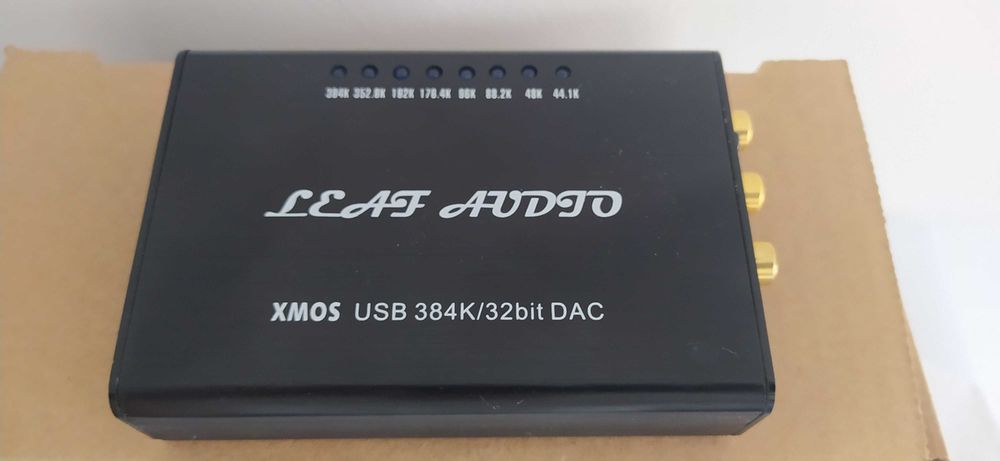 384K 352.8K 192K 176.4K 96K 88.2K 48K 44.1K
LEAF AUDIO
XMOS USB 384K/32bit DAC